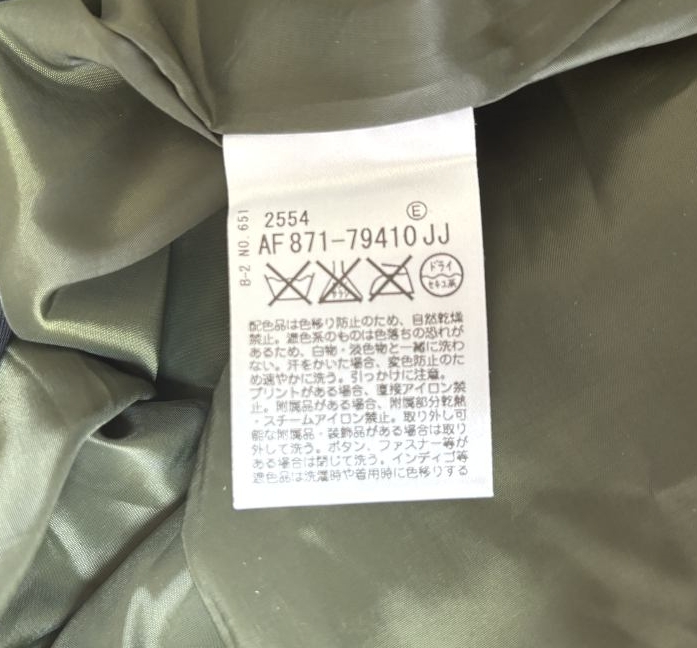 8-2 NO.651
2554
Ⓔ
AF871-79410JJ
エンソ
サラシ
ドライ
セキユ系
配色品は色移り防止のため、自然乾燥
禁止。濃色系のものは色落ちの恐れが
あるため、白物・淡色物と一緒に洗わ
ない。汗をかいた場合、変色防止のた
め速やかに洗う。引っかけに注意。
プリントがある場合、直接アイロン禁
止。附属品がある場合、附属部分乾熱
・スチームアイロン禁止。取り外し可
能な附属品・装飾品がある場合は取り
外して洗う。ボタン、ファスナー等が
ある場合は閉じて洗う。インディゴ等
濃色品は洗濯時や着用時に色移りする